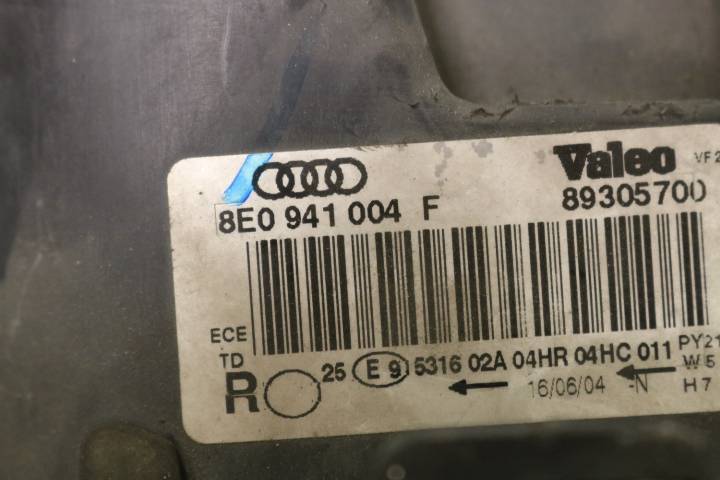 Valeo VF2
8E0 941 004 F 89305700
ECE
TD
R 25 E9 5316 02A 04HR 04HC 011 PY21
16/06/04 N W5
H7